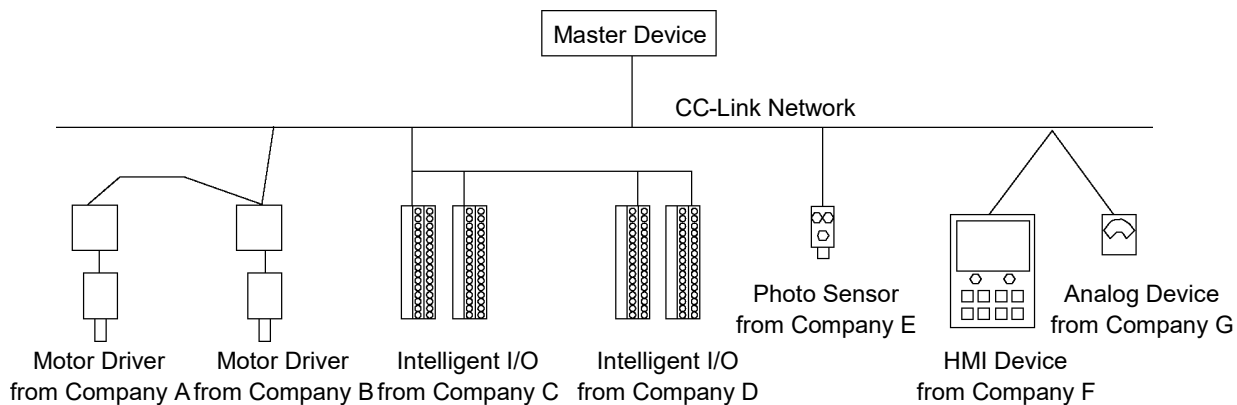 Master Device
CC-Link Network
Photo Sensor
from Company E
Analog Device
from Company G
Motor Driver
from Company A
Motor Driver
from Company B
Intelligent I/O
from Company C
Intelligent I/O
from Company D
HMI Device
from Company F